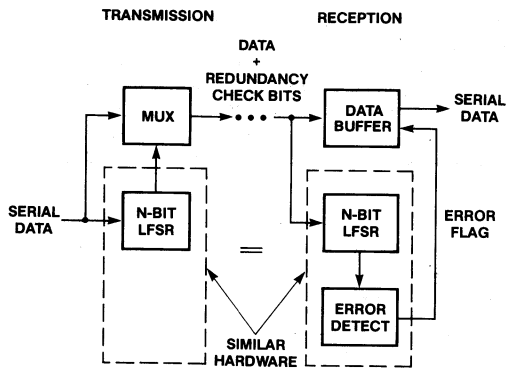 TRANSMISSION
RECEPTION
DATA
+
REDUNDANCY
CHECK BITS
MUX
DATA
BUFFER
SERIAL
DATA
SERIAL
DATA
N-BIT
LFSR
=
N-BIT
LFSR
ERROR
FLAG
ERROR
DETECT
SIMILAR
HARDWARE